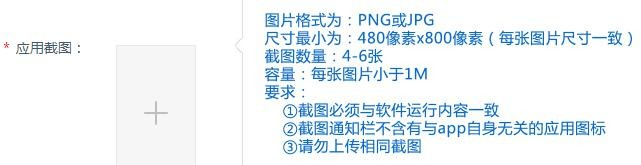 图片格式为：PNG或JPG
* 应用截图：
尺寸最小为：480像素x800像素（每张图片尺寸一致）
截图数量：4-6张
容量：每张图片小于1M
要求：
①截图必须与软件运行内容一致
②截图通知栏不含有与app自身无关的应用图标
③请勿上传相同截图